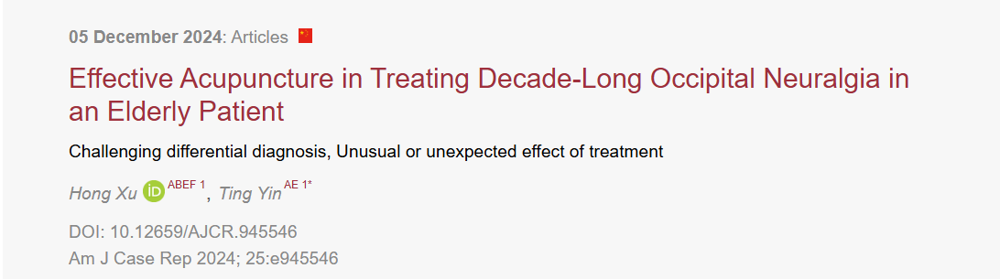 05 December 2024: Articles
Effective Acupuncture in Treating Decade-Long Occipital Neuralgia in
an Elderly Patient
Challenging differential diagnosis, Unusual or unexpected effect of treatment
Hong Xu iD ABEF 1, Ting Yin AE 1*
DOI: 10.12659/AJCR.945546
Am J Case Rep 2024; 25:e945546